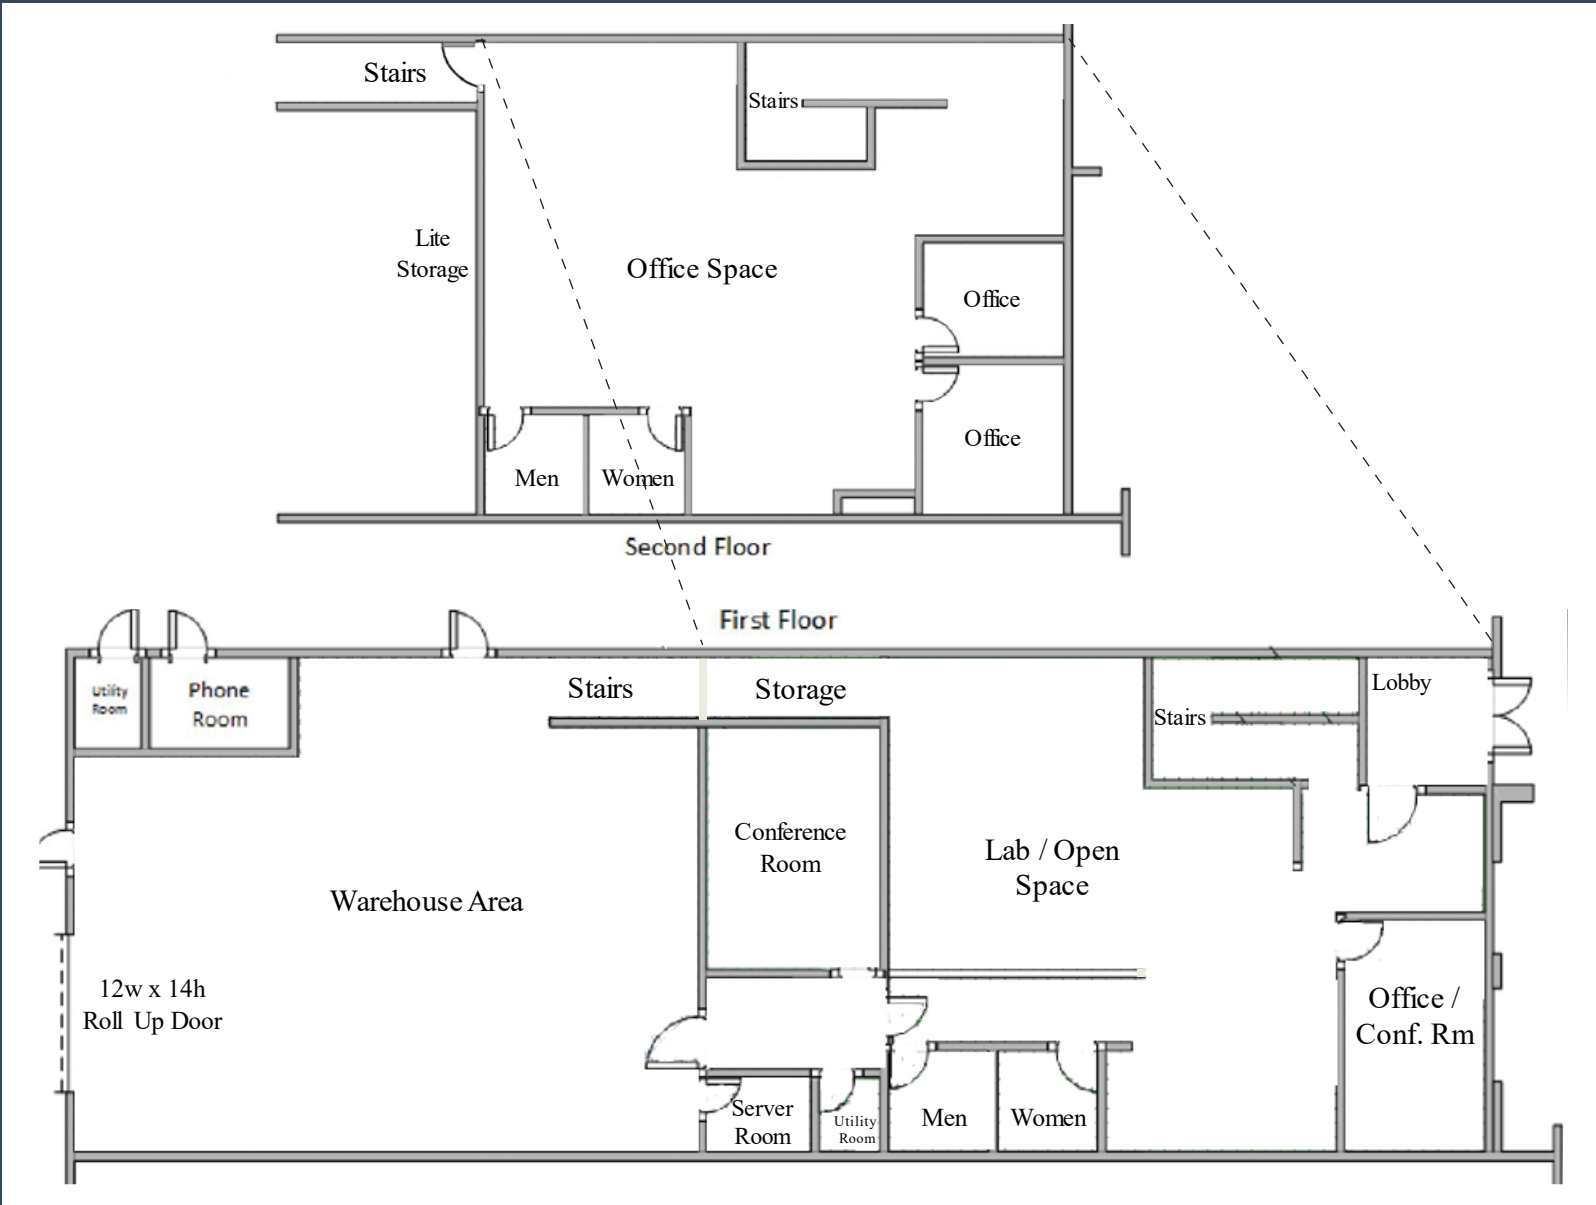 Stairs
Stairs
Lite
Storage
Office Space
Office
Office
Men
Women
Second Floor
First Floor
Utility
Room
Phone
Room
Stairs
Storage
Lobby
Stairs
Conference
Room
Lab / Open
Space
Warehouse Area
12w x 14h
Roll Up Door
Office /
Conf. Rm
Server
Room
Utility
Room
Men
Women